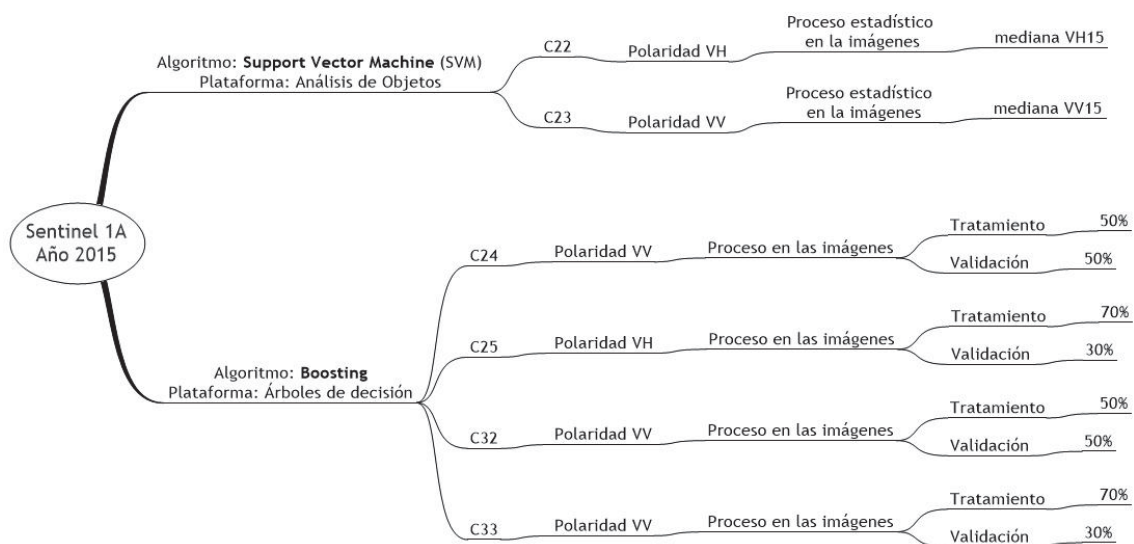 Sentinel 1A
Año 2015
Algoritmo: Support Vector Machine (SVM)
Plataforma: Análisis de Objetos
C22
Polaridad VH
Proceso estadístico
en la imágenes
mediana VH15
C23
Polaridad VV
Proceso estadístico
en la imágenes
mediana VV15
Algoritmo: Boosting
Plataforma: Árboles de decisión
C24
Polaridad VV
Proceso en las imágenes
Tratamiento
50%
Validación
50%
C25
Polaridad VH
Proceso en las imágenes
Tratamiento
70%
Validación
30%
C32
Polaridad VV
Proceso en las imágenes
Tratamiento
50%
Validación
50%
C33
Polaridad VV
Proceso en las imágenes
Tratamiento
70%
Validación
30%